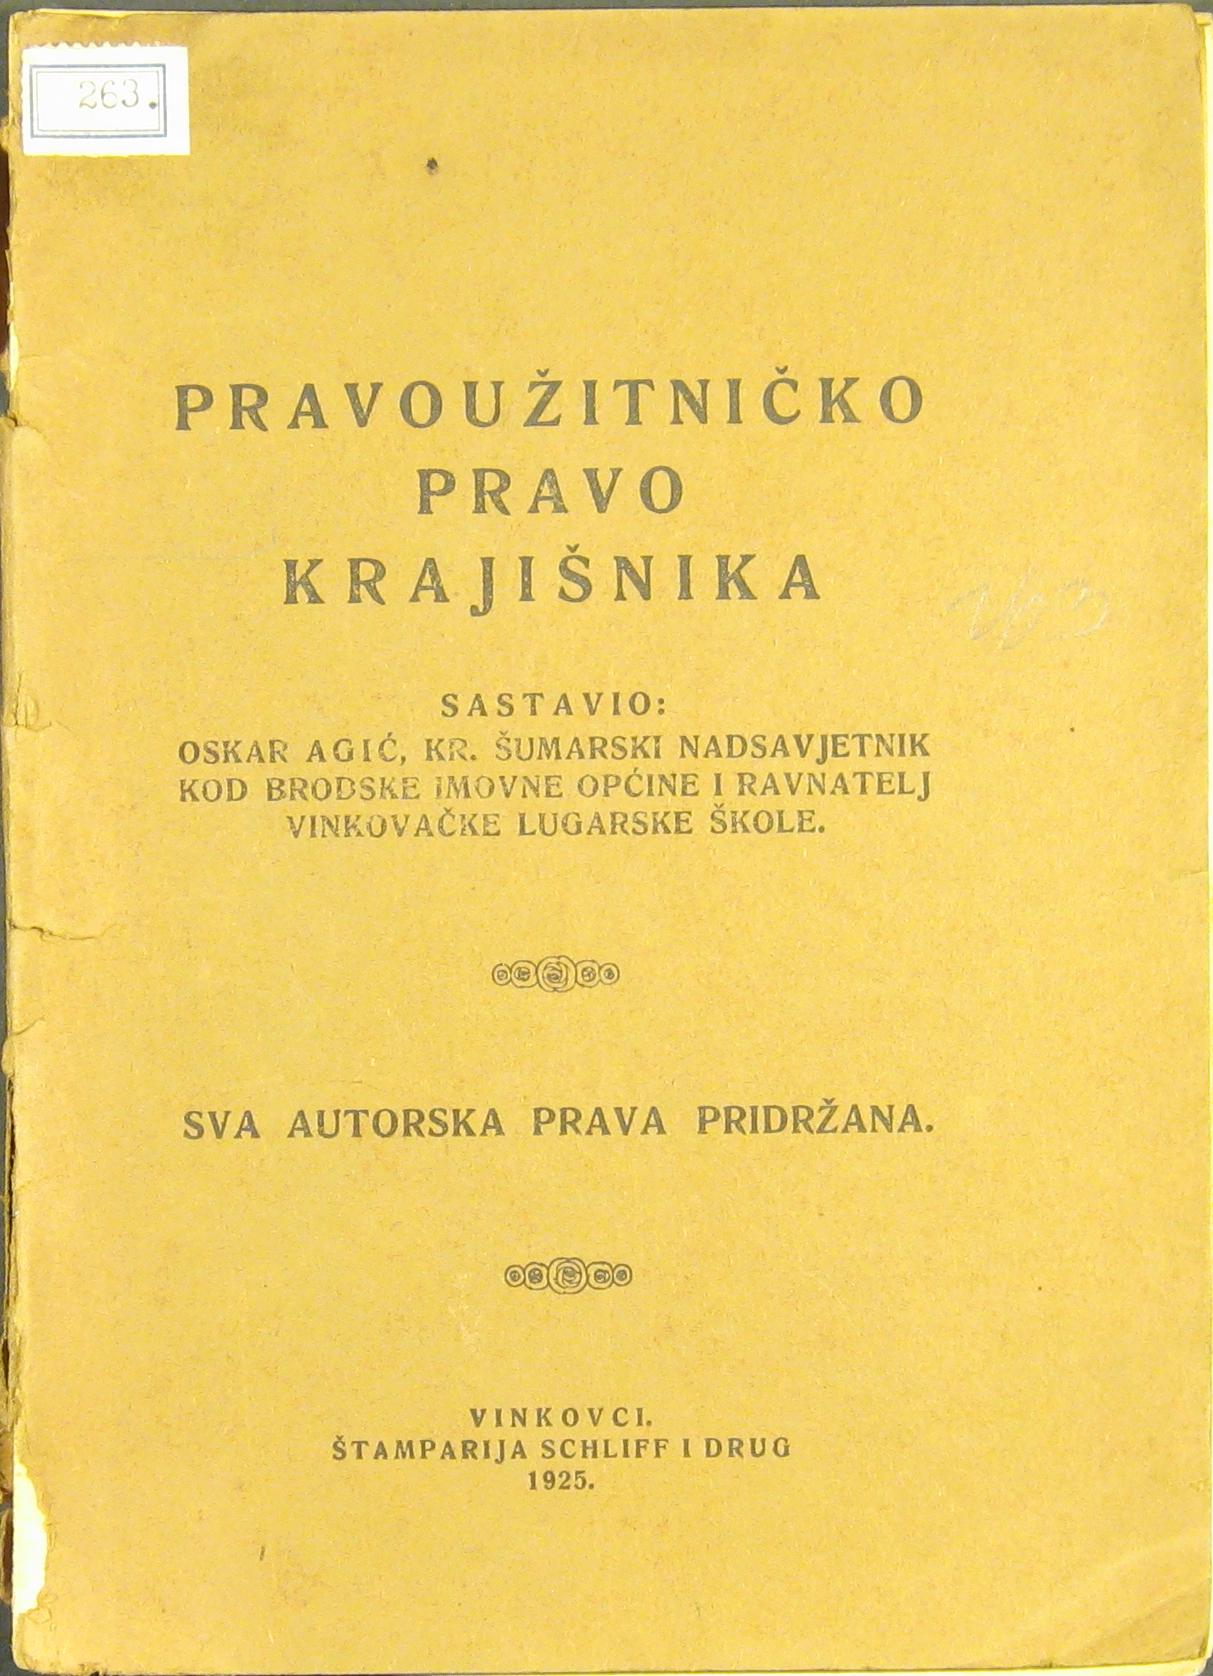 263.
PRAVOUŽITNIČKO
PRAVO
KRAJIŠNIKA
263
SASTAVIO:
OSKAR AGIĆ, KR. ŠUMARSKI NADSAVJETNIK
KOD BRODSKE IMOVNE OPĆINE I RAVNATELJ
VINKOVAČKE LUGARSKE ŠKOLE.
SVA AUTORSKA PRAVA PRIDRŽANA.
VINKOVCI.
ŠTAMPARIJA SCHLIFF I DRUG
1925.